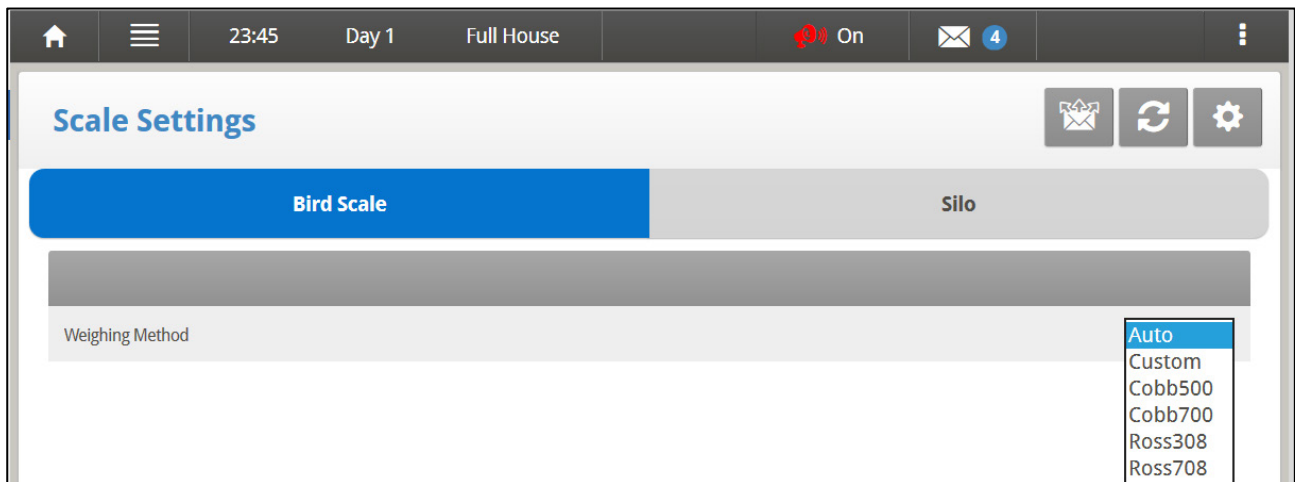 23:45 Day 1 Full House On 4
Scale Settings
Bird Scale Silo
Weighing Method
Auto
Custom
Cobb500
Cobb700
Ross308
Ross708